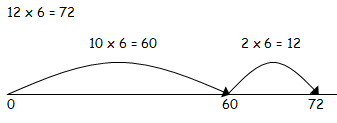 12 x 6 = 72
10 x 6 = 60 2 x 6 = 12
0 60 72